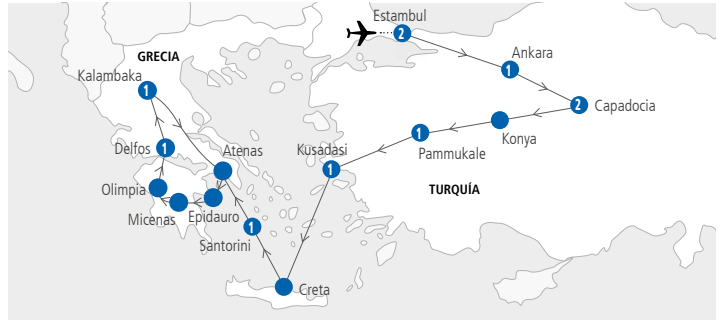 Estambul
2
GRECIA
Ankara
1
Kalambaka
1
2
Capadocia
Konya
1
Pammukale
Delfos
1
Atenas
Kusadasi
1
Olimpia
TURQUÍA
Micenas
Epidauro
1
Santorini
Creta